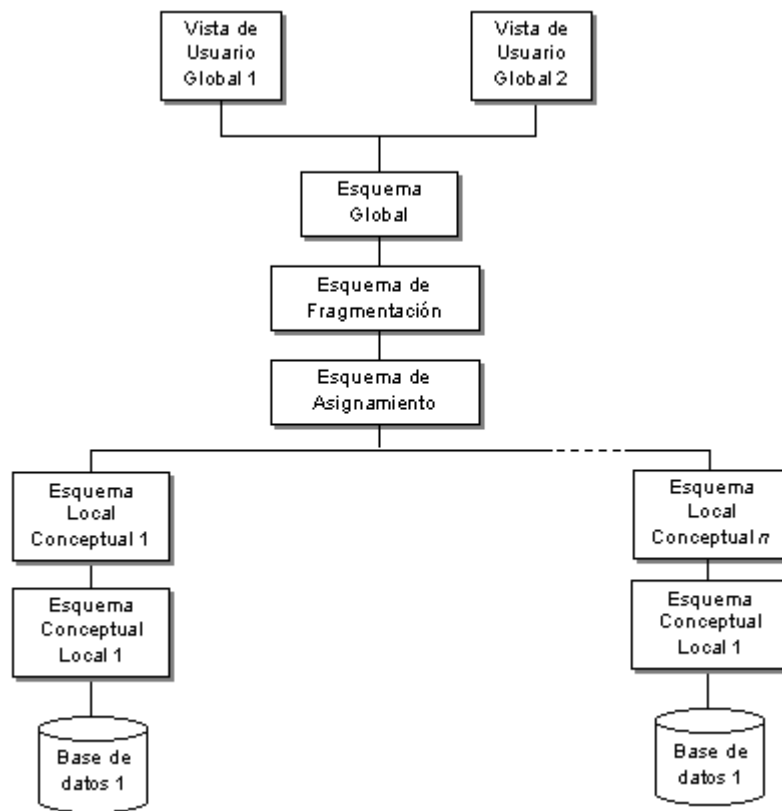 Vista de
Usuario
Global 1
Vista de
Usuario
Global 2
Esquema
Global
Esquema de
Fragmentación
Esquema de
Asignamiento
Esquema
Local
Conceptual 1
Esquema
Local
Conceptual n
Esquema
Conceptual
Local 1
Esquema
Conceptual
Local 1
Base de
datos 1
Base de
datos 1